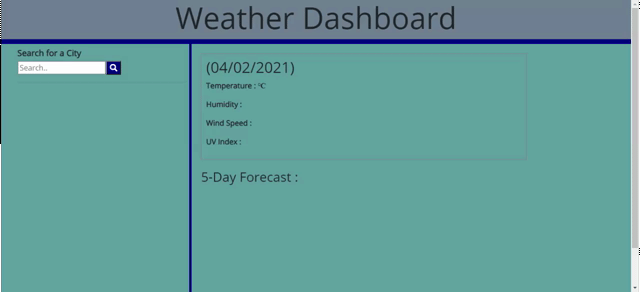 Weather Dashboard
Search for a City
Search..
(04/02/2021)
Temperature : °C
Humidity :
Wind Speed :
UV Index :
5-Day Forecast :